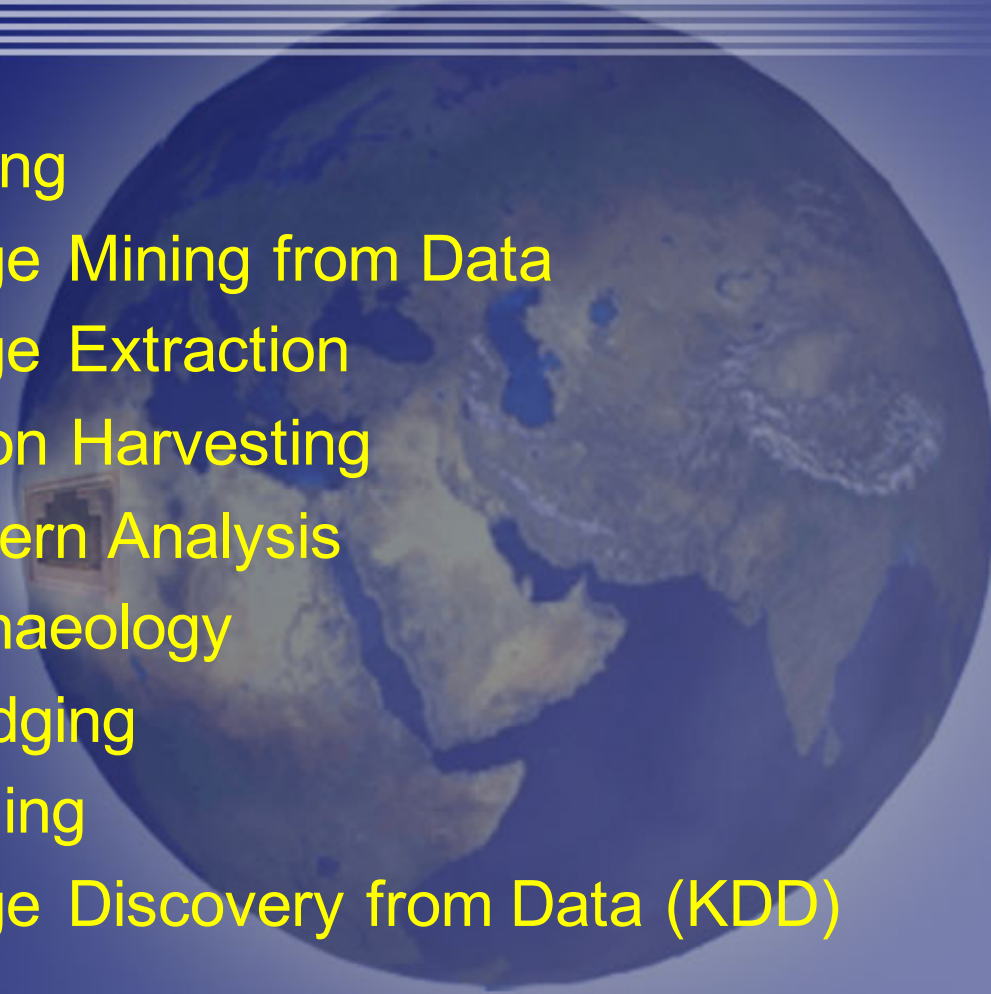 ng
ge Mining from Data
ge Extraction
on Harvesting
ern Analysis
haeology
dging
ing
ge Discovery from Data (KDD)